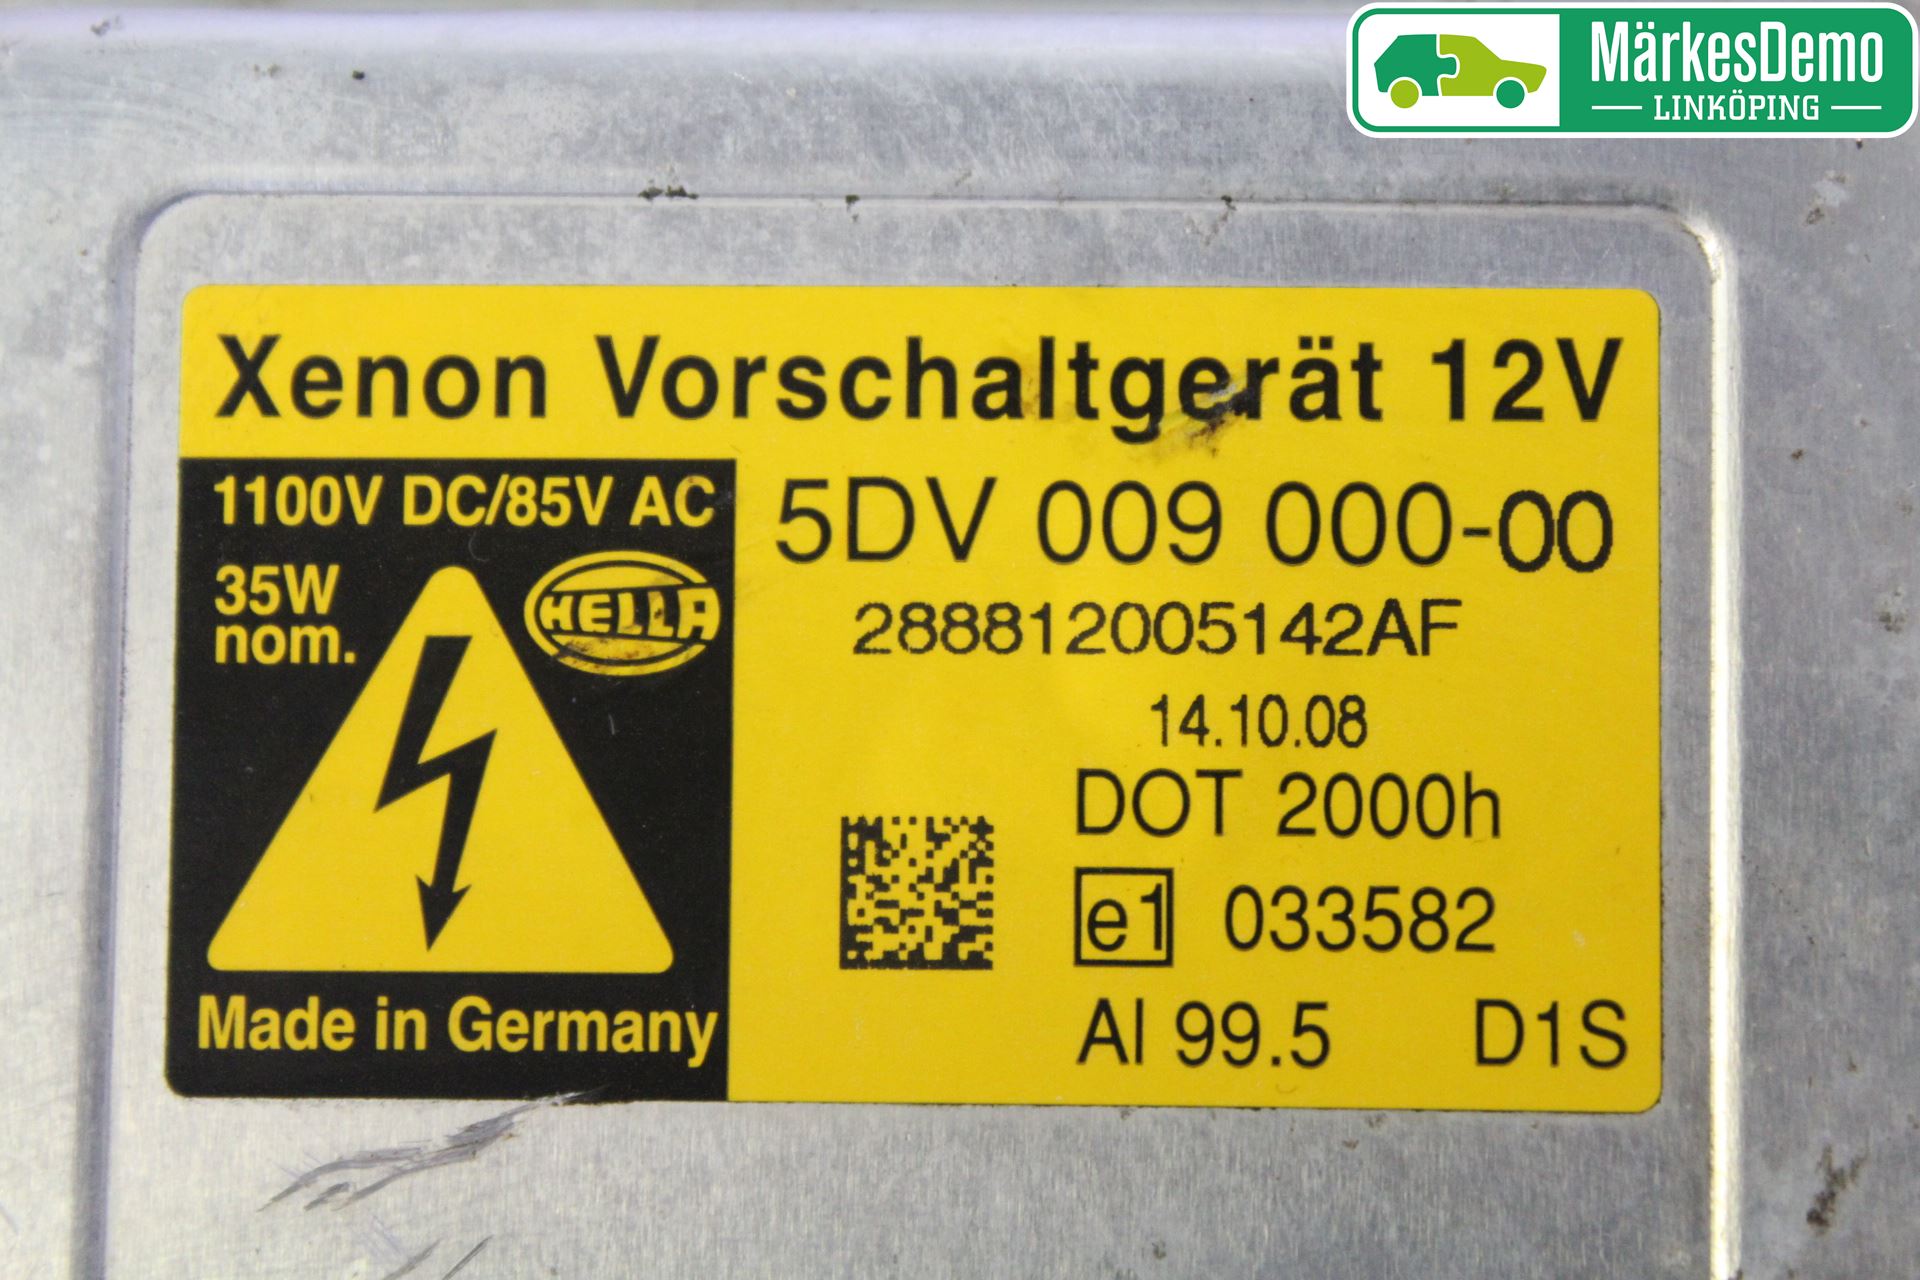 MärkesDemo
LINKÖPING
Xenon Vorschaltgerät 12V
1100V DC/85V AC
35W
nom.
HELLA
Made in Germany
5DV 009 000-00
288812005142AF
14.10.08
DOT 2000h
e1 033582
Al 99.5 D1S